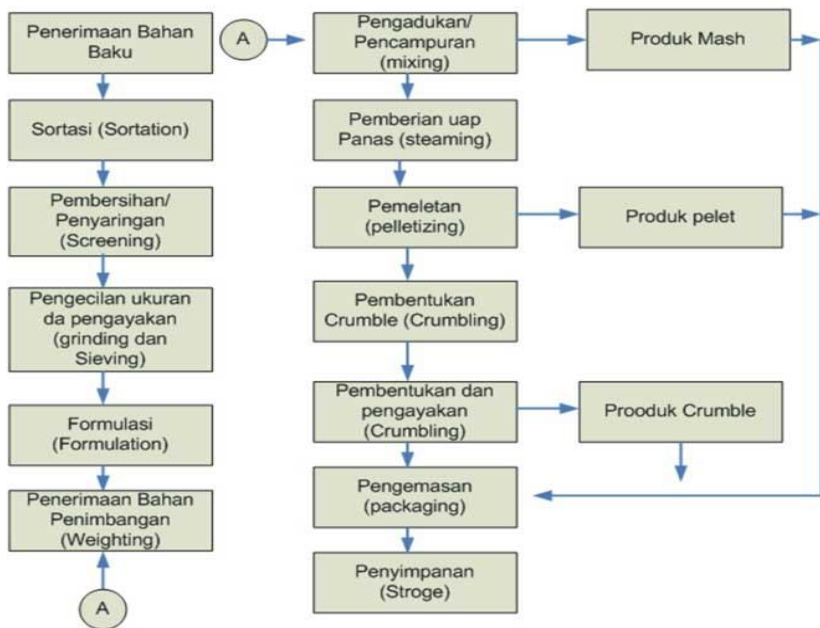 Penerimaan Bahan
Baku
Sortasi (Sortation)
Pembersihan/
Penyaringan
(Screening)
Pengecilan ukuran
da pengayakan
(grinding dan
Sieving)
Formulasi
(Formulation)
Penerimaan Bahan
Penimbangan
(Weighting)
A
A
Pengadukan/
Pencampuran
(mixing)
Produk Mash
Pemberian uap
Panas (steaming)
Pemeletan
(pelletizing)
Produk pelet
Pembentukan
Crumble (Crumbling)
Pembentukan dan
pengayakan
(Crumbling)
Prooduk Crumble
Pengemasan
(packaging)
Penyimpanan
(Stroge)